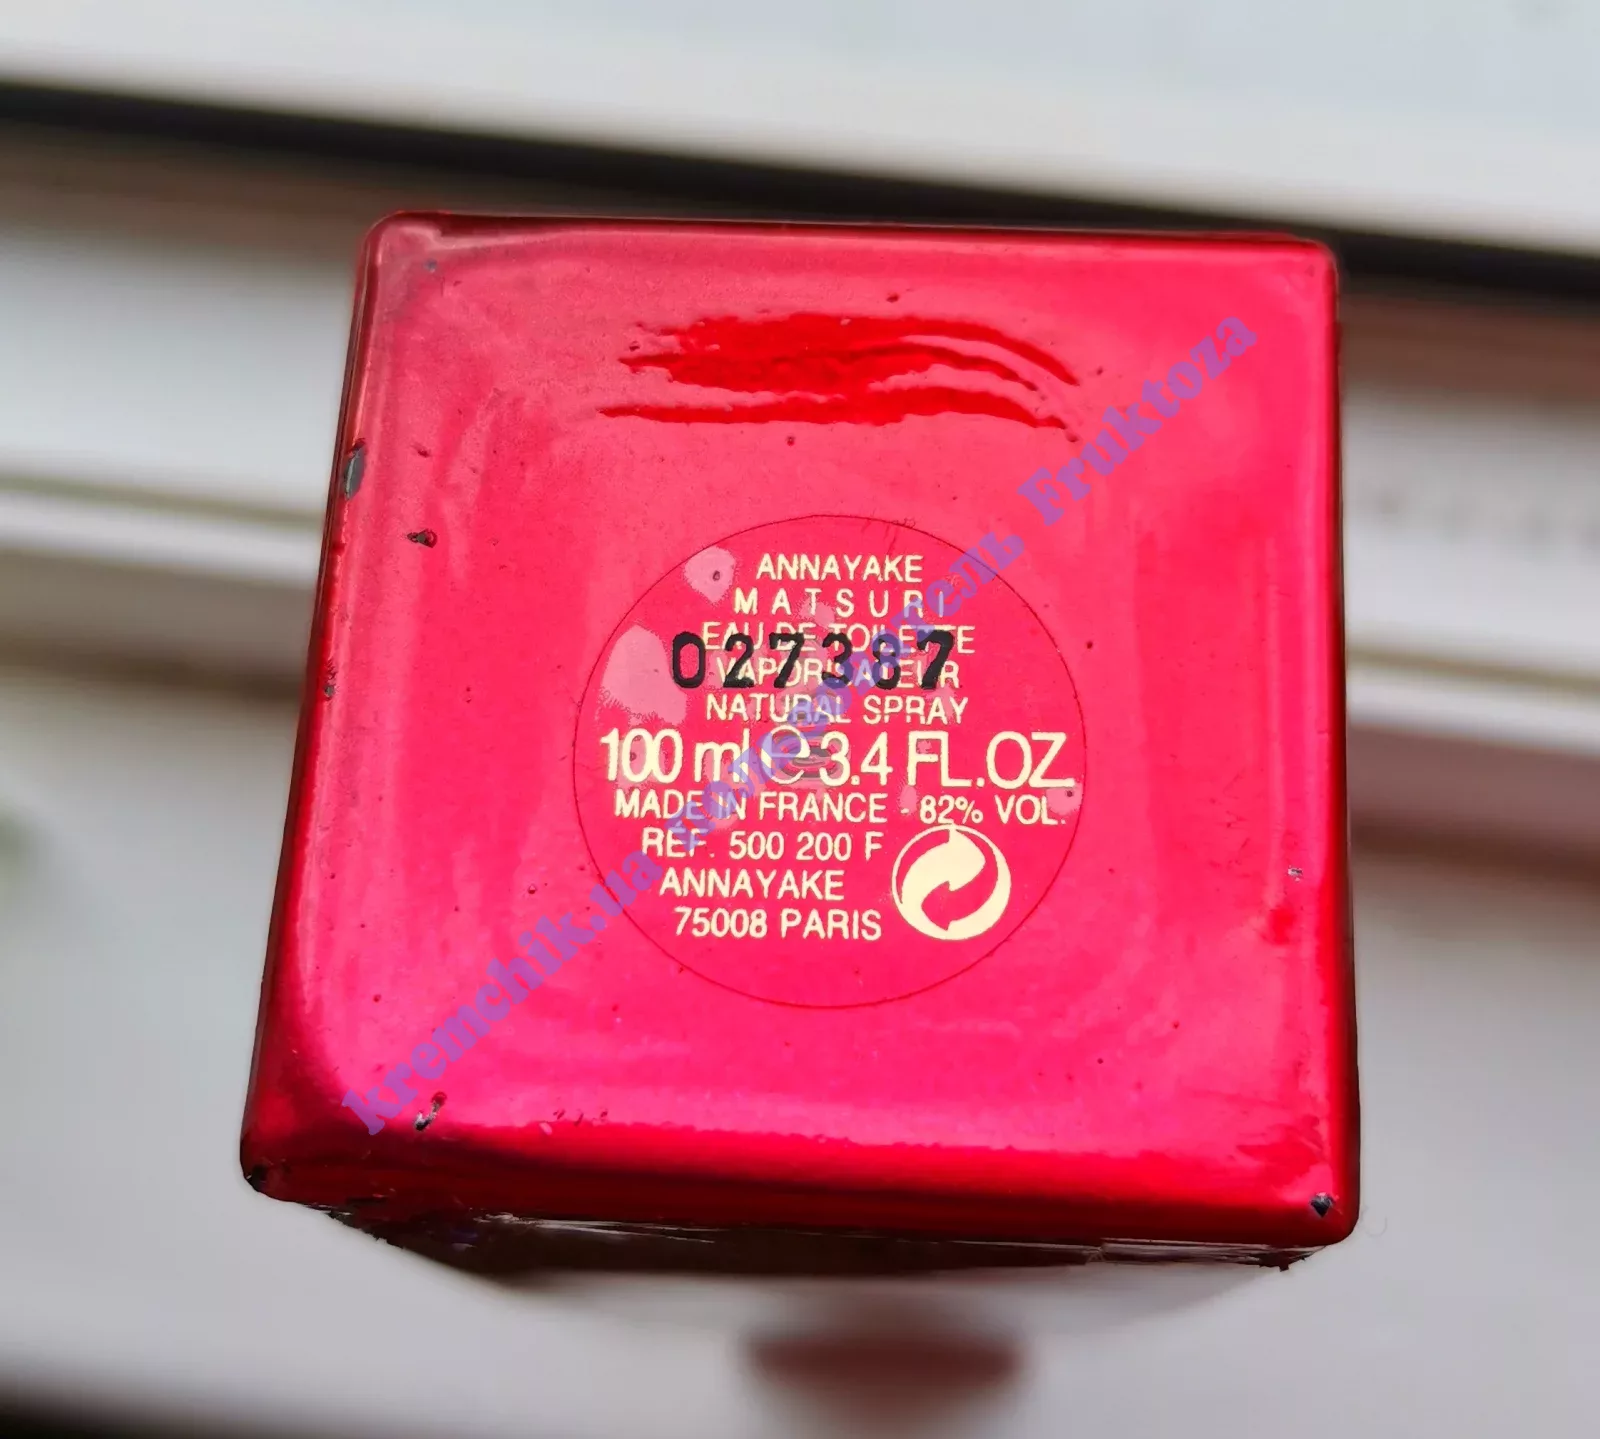 ANNAYAKE
MATSURI
EAU DE TOILETTE
027387
VAPORISATEUR
NATURAL SPRAY
100 ml e 3.4 FL.OZ.
MADE IN FRANCE - 82% VOL.
REF. 500 200 F
ANNAYAKE
75008 PARIS
kremchik.ua пользователь Fruktoza